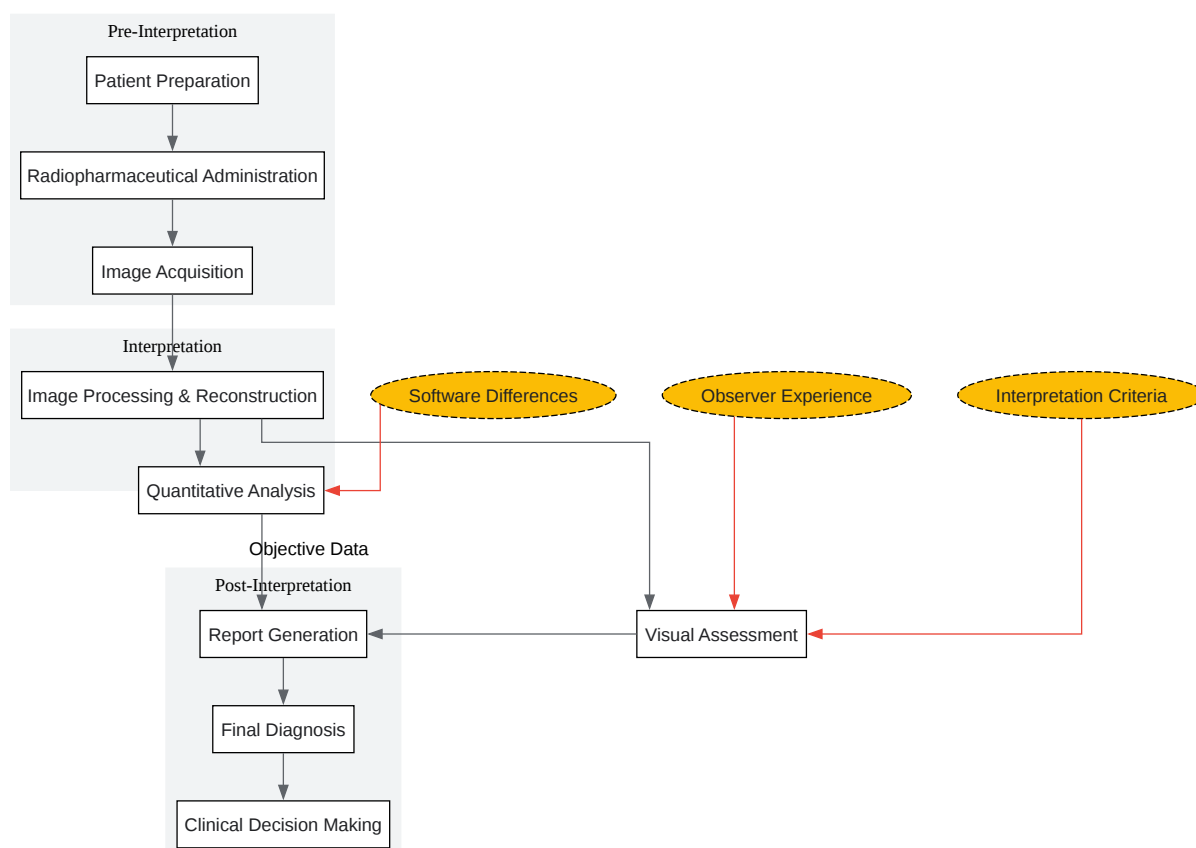 Pre-Interpretation
Patient Preparation
Radiopharmaceutical Administration
Image Acquisition
Interpretation
Image Processing & Reconstruction
Software Differences
Observer Experience
Interpretation Criteria
Quantitative Analysis
Objective Data
Post-Interpretation
Report Generation
Visual Assessment
Final Diagnosis
Clinical Decision Making